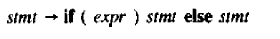 stmt → if ( expr ) stmt else stmt